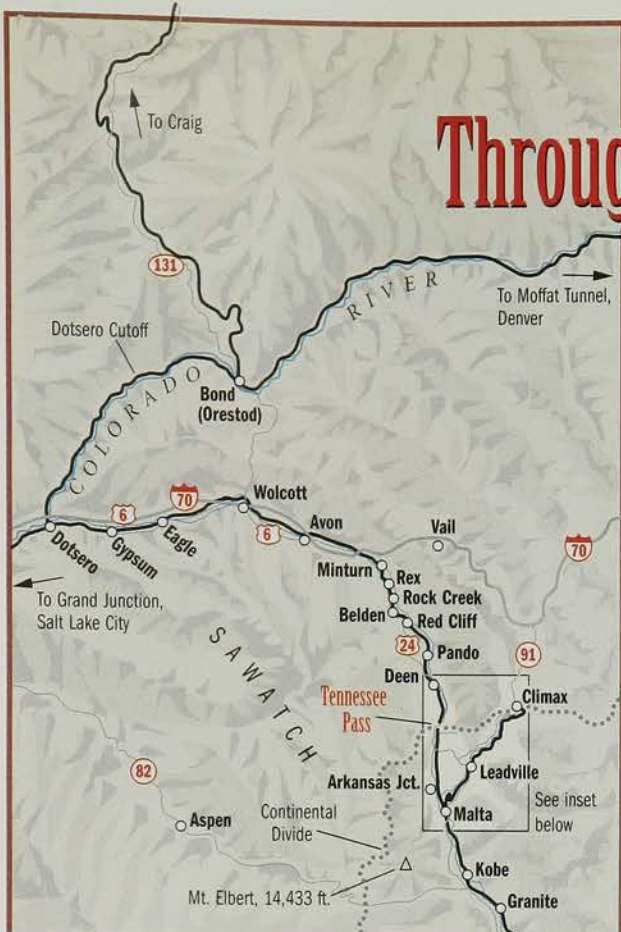 To Craig
Throug
131
RIVER
To Moffat Tunnel,
Denver
Dotsero Cutoff
COLORADO
Bond
(Orestod)
70
Wolcott
6
6
Avon
Vail
Eagle
Gypsum
Dotsero
70
Minturn
Rex
To Grand Junction,
Salt Lake City
Rock Creek
Belden
Red Cliff
24
Pando
91
SAWATCH
Deen
Tennessee
Pass
Climax
82
Leadville
Arkansas Jct.
See inset
below
Continental
Divide
Malta
Aspen
Kobe
Mt. Elbert, 14,433 ft.
Granite